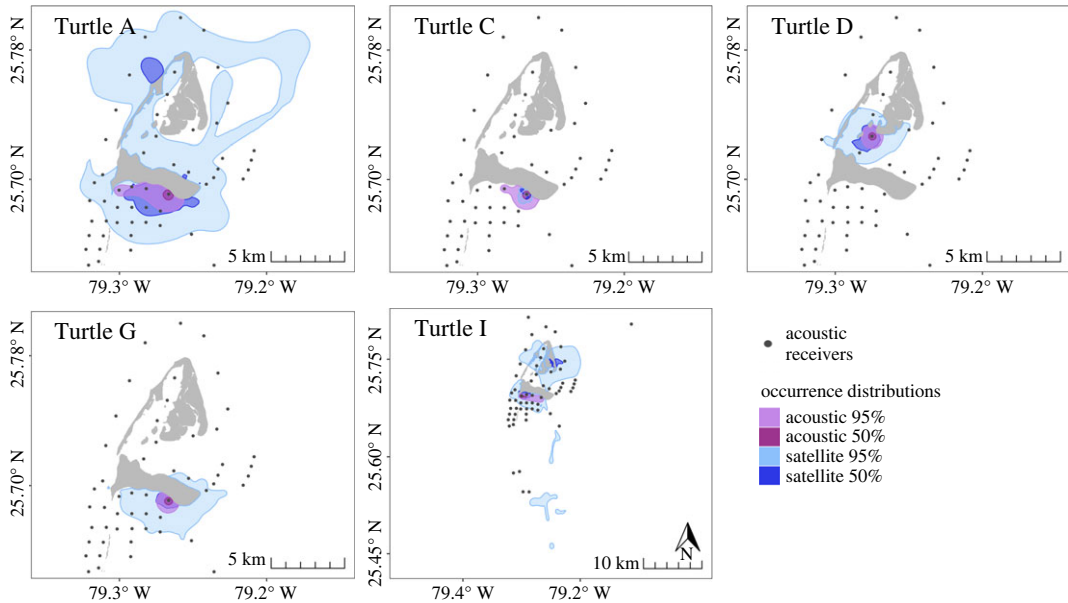 Turtle A
25.78° N
25.70° N
5 km
79.3° W
79.2° W
Turtle C
25.78° N
25.70° N
5 km
79.3° W
79.2° W
Turtle D
25.78° N
25.70° N
5 km
79.3° W
79.2° W
Turtle G
25.78° N
25.70° N
5 km
79.3° W
79.2° W
Turtle I
25.75° N
25.60° N
25.45° N
N
10 km
79.4° W
79.2° W
acoustic
receivers
occurrence distributions
acoustic 95%
acoustic 50%
satellite 95%
satellite 50%